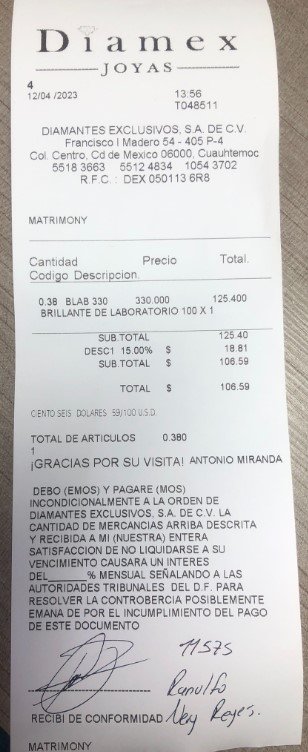 Diamex
JOYAS
4
12/04 /2023 13:56
T048511
DIAMANTES EXCLUSIVOS, S.A. DE C.V.
Francisco I Madero 54 - 405 P-4
Col. Centro, Cd de Mexico 06000, Cuauhtemoc
5518 3663 5512 4834 1054 3702
R.F.C. : DEX 050113 6R8
MATRIMONY
Cantidad Precio Total.
Codigo Descripcion.
0.38 BLAB 330 330.000 125.400
BRILLANTE DE LABORATORIO 100 X 1
SUB.TOTAL 125.40
DESC1 15.00% $ 18.81
SUB.TOTAL $ 106.59
TOTAL $ 106.59
CIENTO SEIS DOLARES 59/100 U.S.D.
TOTAL DE ARTICULOS 0.380
1
¡GRACIAS POR SU VISITA! ANTONIO MIRANDA
DEBO (EMOS) Y PAGARE (MOS)
INCONDICIONALMENTE A LA ORDEN DE
DIAMANTES EXCLUSIVOS, S.A. DE C.V. LA
CANTIDAD DE MERCANCIAS ARRIBA DESCRITA
Y RECIBIDA A MI (NUESTRA) ENTERA
SATISFACCION DE NO LIQUIDARSE A SU
VENCIMIENTO CAUSARA UN INTERES
DEL______% MENSUAL SEÑALANDO A LAS
AUTORIDADES TRIBUNALES DEL D.F. PARA
RESOLVER LA CONTROBERCIA POSIBLEMENTE
EMANA DE POR EL INCUMPLIMIENTO DEL PAGO
DE ESTE DOCUMENTO
11575
Ranulfo
RECIBI DE CONFORMIDAD Ney Reyes.
MATRIMONY